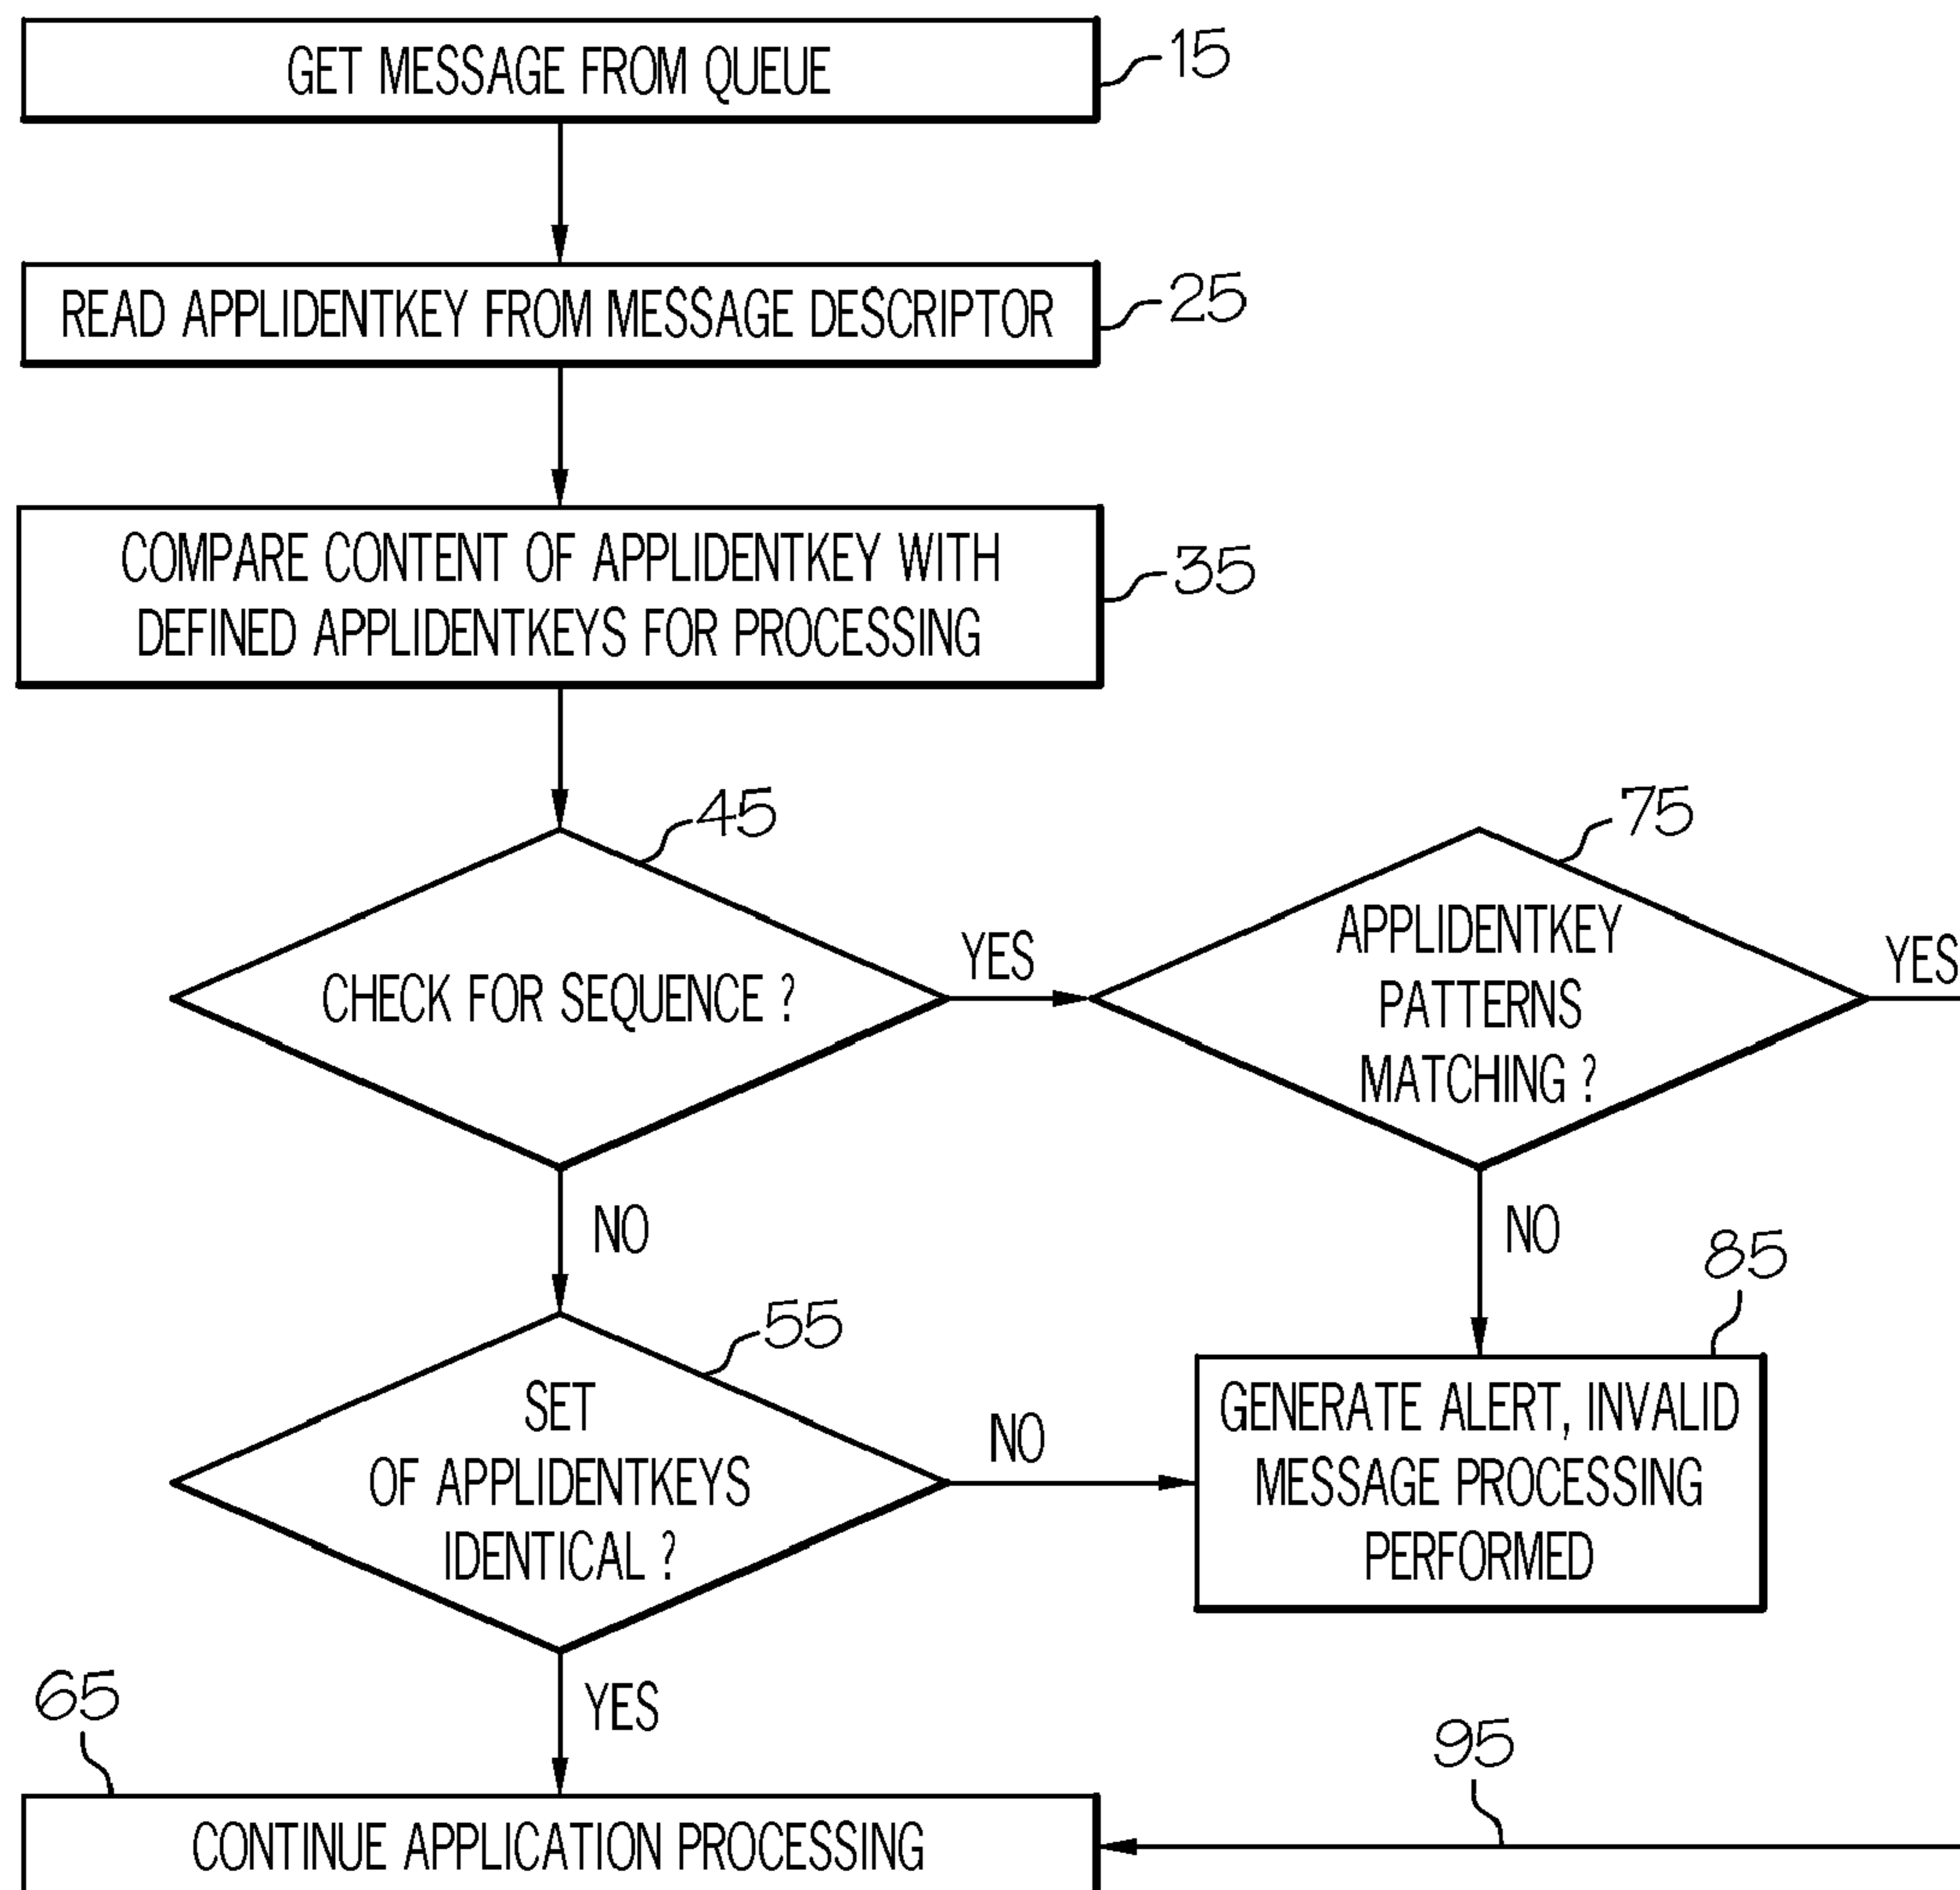 GET MESSAGE FROM QUEUE
15
READ APPLIDENTKEY FROM MESSAGE DESCRIPTOR
25
COMPARE CONTENT OF APPLIDENTKEY WITH
DEFINED APPLIDENTKEYS FOR PROCESSING
35
45
CHECK FOR SEQUENCE ?
YES
75
APPLIDENTKEY
PATTERNS
MATCHING ?
YES
NO
NO
55
SET
OF APPLIDENTKEYS
IDENTICAL ?
NO
85
GENERATE ALERT, INVALID
MESSAGE PROCESSING
PERFORMED
YES
65
CONTINUE APPLICATION PROCESSING
95